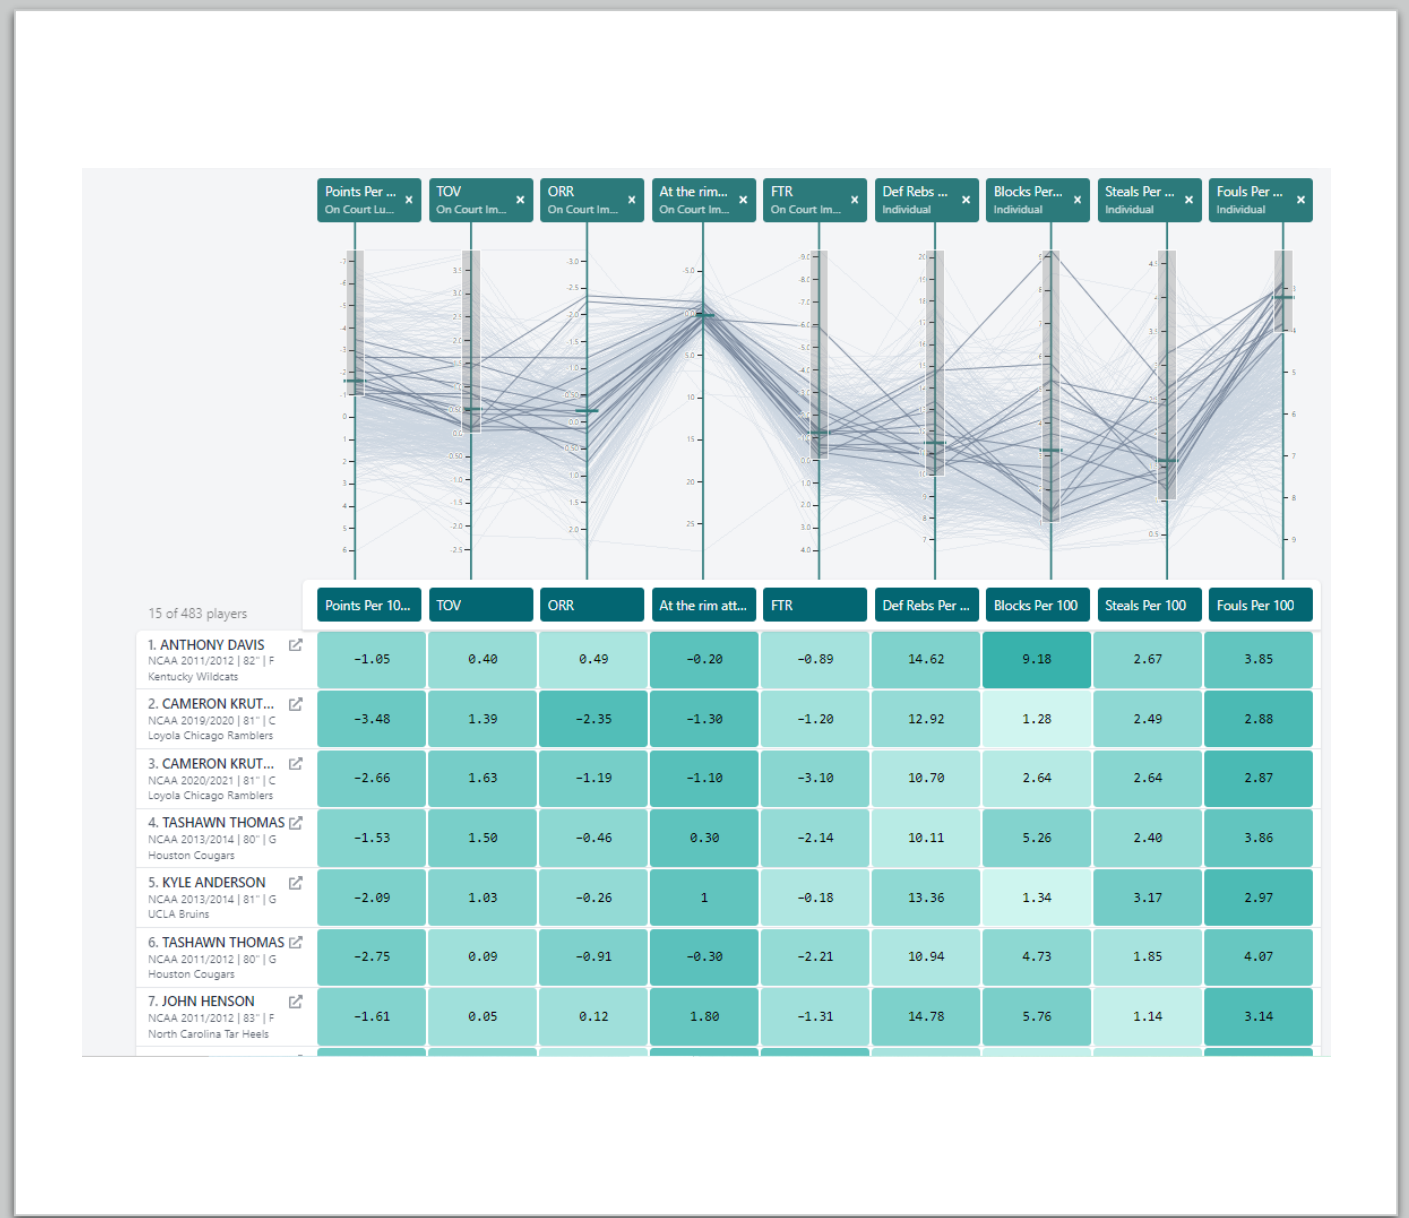 Points Per ... × TOV × ORR × At the rim... × FTR × Def Rebs ... × Blocks Per... × Steals Per ... × Fouls Per ... ×
On Court Lu... On Court Im... On Court Im... On Court Im... On Court Im... Individual Individual Individual Individual
15 of 483 players
Points Per 10... TOV ORR At the rim att... FTR Def Rebs Per ... Blocks Per 100 Steals Per 100 Fouls Per 100
1. ANTHONY DAVIS
NCAA 2011/2012 | 82" | F
Kentucky Wildcats
-1.05 0.40 0.49 -0.20 -0.89 14.62 9.18 2.67 3.85
2. CAMERON KRUT...
NCAA 2019/2020 | 81" | C
Loyola Chicago Ramblers
-3.48 1.39 -2.35 -1.30 -1.20 12.92 1.28 2.49 2.88
3. CAMERON KRUT...
NCAA 2020/2021 | 81" | C
Loyola Chicago Ramblers
-2.66 1.63 -1.19 -1.10 -3.10 10.70 2.64 2.64 2.87
4. TASHAWN THOMAS
NCAA 2013/2014 | 80" | G
Houston Cougars
-1.53 1.50 -0.46 0.30 -2.14 10.11 5.26 2.40 3.86
5. KYLE ANDERSON
NCAA 2013/2014 | 81" | G
UCLA Bruins
-2.09 1.03 -0.26 1 -0.18 13.36 1.34 3.17 2.97
6. TASHAWN THOMAS
NCAA 2011/2012 | 80" | G
Houston Cougars
-2.75 0.09 -0.91 -0.30 -2.21 10.94 4.73 1.85 4.07
7. JOHN HENSON
NCAA 2011/2012 | 83" | F
North Carolina Tar Heels
-1.61 0.05 0.12 1.80 -1.31 14.78 5.76 1.14 3.14